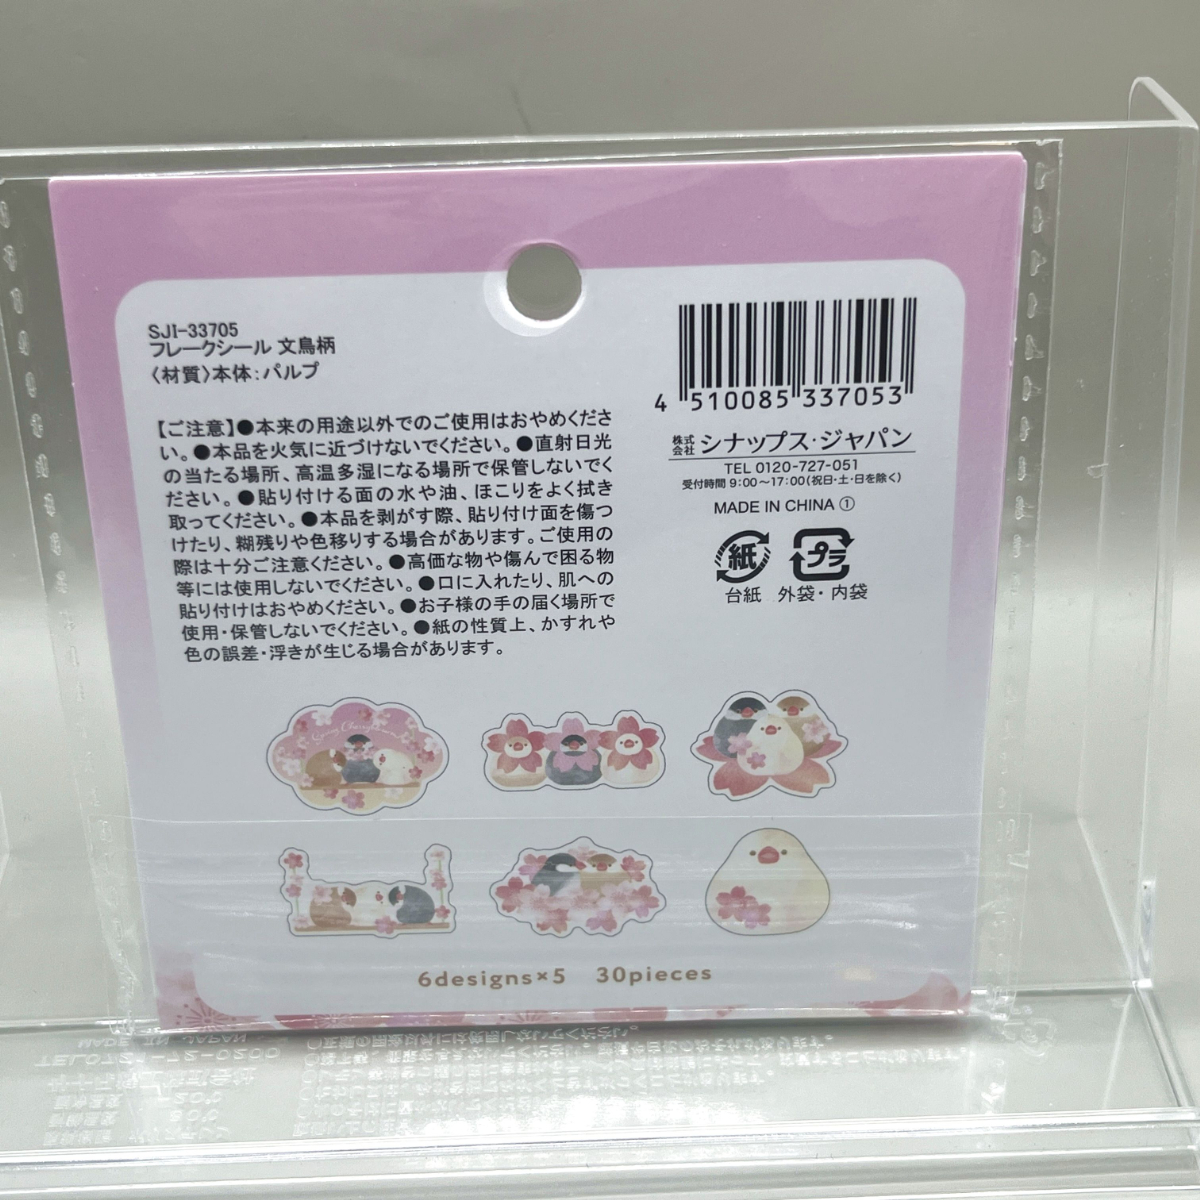 SJI-33705
フレークシール 文鳥柄
〈材質〉本体：パルプ
【ご注意】●本来の用途以外でのご使用はおやめくださ
い。●本品を火気に近づけないでください。●直射日光
の当たる場所、高温多湿になる場所で保管しないでく
ださい。●貼り付ける面の水や油、ほこりをよく拭き
取ってください。●本品を剥がす際、貼り付け面を傷つ
けたり、糊残りや色移りする場合があります。ご使用の
際は十分ご注意ください。●高価な物や傷んで困る物
等には使用しないでください。●口に入れたり、肌への
貼り付けはおやめください。●お子様の手の届く場所で
使用・保管しないでください。●紙の性質上、かすれや
色の誤差・浮きが生じる場合があります。
4 510085 337053
株式会社 シナップス・ジャパン
TEL 0120-727-051
受付時間 9:00～17:00（祝日・土・日を除く）
MADE IN CHINA ①
紙 プラ
台紙 外袋・内袋
6designs×5 30pieces